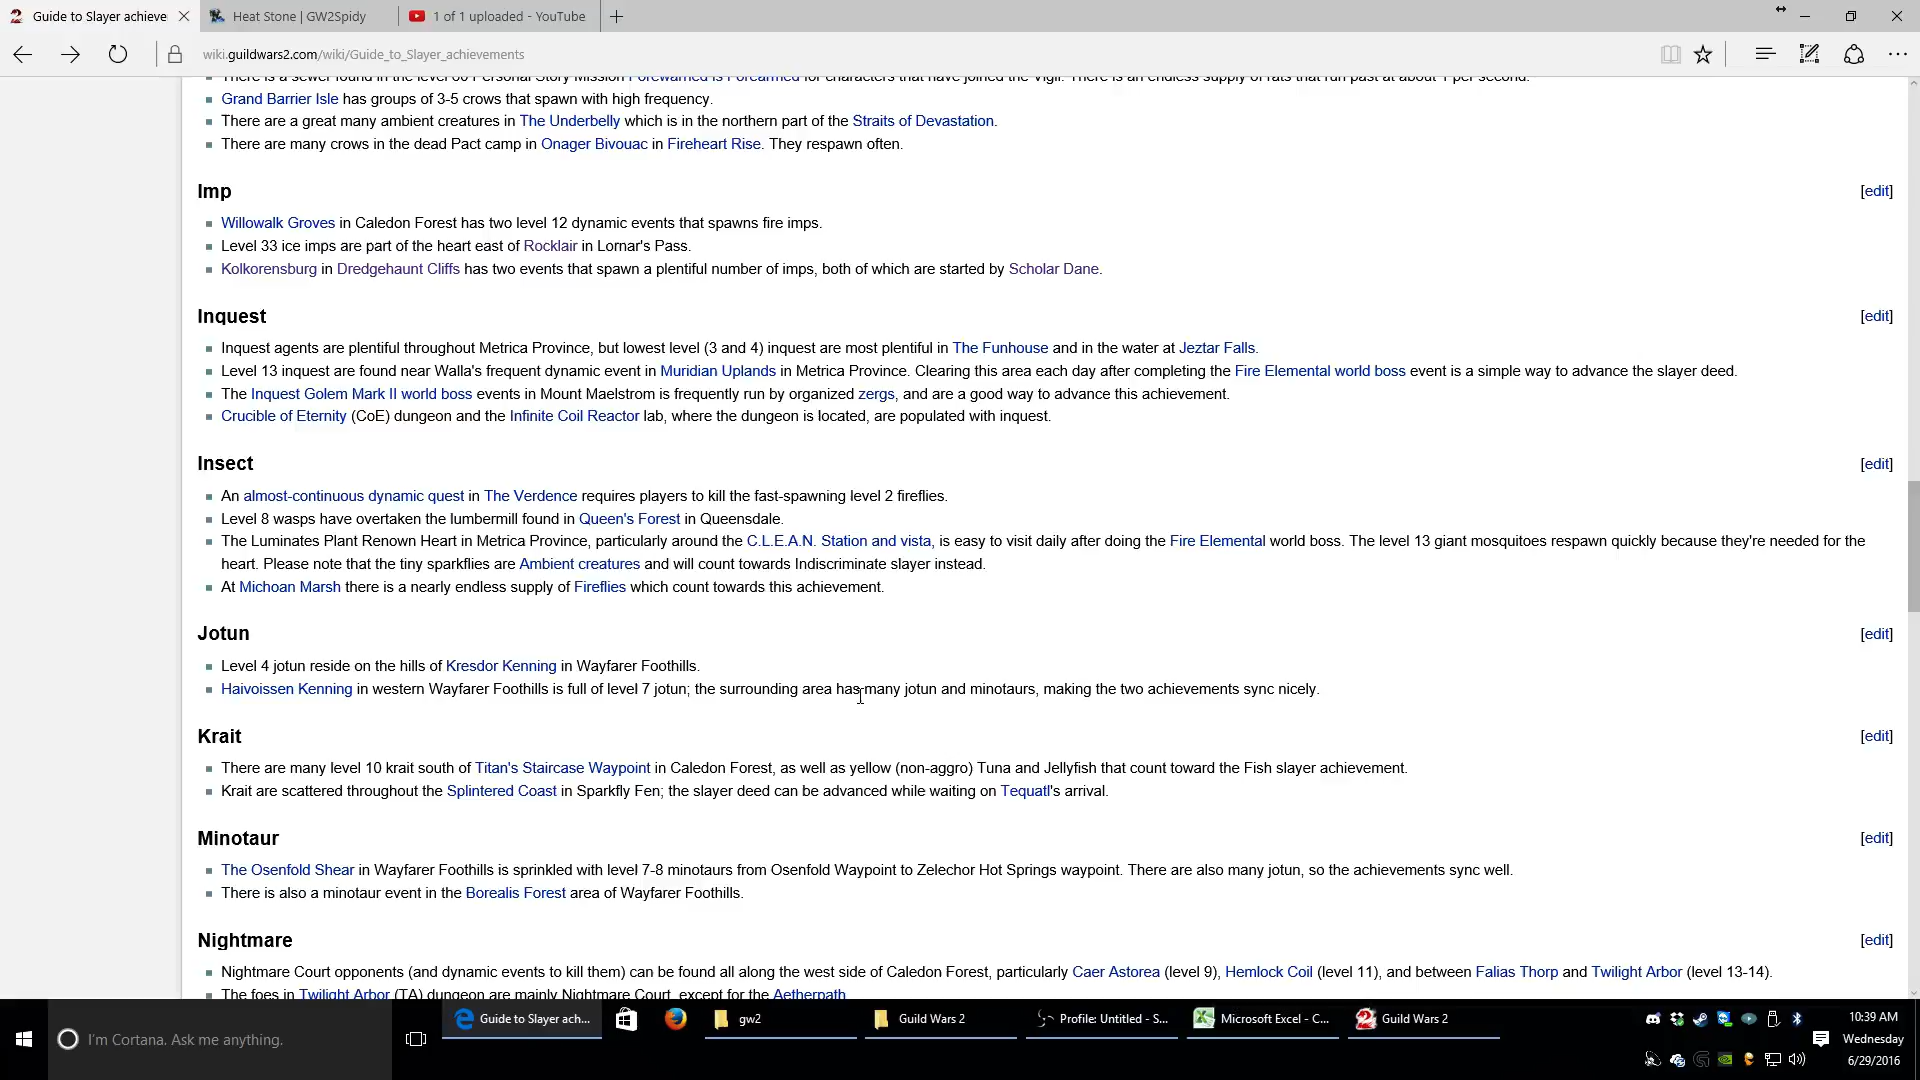 Guide to Slayer achieve
Heat Stone | GW2Spidy
1 of 1 uploaded - YouTube
wiki.guildwars2.com/wiki/Guide_to_Slayer_achievements
There is a sewer found in the level 60 Personal Story Mission Forewarned Is Forearmed for characters that have joined the Vigil. There is an endless supply of rats that run past at about 1 per second.
Grand Barrier Isle has groups of 3-5 crows that spawn with high frequency.
There are a great many ambient creatures in The Underbelly which is in the northern part of the Straits of Devastation.
There are many crows in the dead Pact camp in Onager Bivouac in Fireheart Rise. They respawn often.
Imp [edit]
Willowalk Groves in Caledon Forest has two level 12 dynamic events that spawns fire imps.
Level 33 ice imps are part of the heart east of Rocklair in Lornar's Pass.
Kolkorensburg in Dredgehaunt Cliffs has two events that spawn a plentiful number of imps, both of which are started by Scholar Dane.
Inquest [edit]
Inquest agents are plentiful throughout Metrica Province, but lowest level (3 and 4) inquest are most plentiful in The Funhouse and in the water at Jeztar Falls.
Level 13 inquest are found near Walla's frequent dynamic event in Muridian Uplands in Metrica Province. Clearing this area each day after completing the Fire Elemental world boss event is a simple way to advance the slayer deed.
The Inquest Golem Mark II world boss events in Mount Maelstrom is frequently run by organized zergs, and are a good way to advance this achievement.
Crucible of Eternity (CoE) dungeon and the Infinite Coil Reactor lab, where the dungeon is located, are populated with inquest.
Insect [edit]
An almost-continuous dynamic quest in The Verdence requires players to kill the fast-spawning level 2 fireflies.
Level 8 wasps have overtaken the lumbermill found in Queen's Forest in Queensdale.
The Luminates Plant Renown Heart in Metrica Province, particularly around the C.L.E.A.N. Station and vista, is easy to visit daily after doing the Fire Elemental world boss. The level 13 giant mosquitoes respawn quickly because they're needed for the
heart. Please note that the tiny sparkflies are Ambient creatures and will count towards Indiscriminate slayer instead.
At Michoan Marsh there is a nearly endless supply of Fireflies which count towards this achievement.
Jotun [edit]
Level 4 jotun reside on the hills of Kresdor Kenning in Wayfarer Foothills.
Haivoissen Kenning in western Wayfarer Foothills is full of level 7 jotun; the surrounding area has many jotun and minotaurs, making the two achievements sync nicely.
Krait [edit]
There are many level 10 krait south of Titan's Staircase Waypoint in Caledon Forest, as well as yellow (non-aggro) Tuna and Jellyfish that count toward the Fish slayer achievement.
Krait are scattered throughout the Splintered Coast in Sparkfly Fen; the slayer deed can be advanced while waiting on Tequatl's arrival.
Minotaur [edit]
The Osenfold Shear in Wayfarer Foothills is sprinkled with level 7-8 minotaurs from Osenfold Waypoint to Zelechor Hot Springs waypoint. There are also many jotun, so the achievements sync well.
There is also a minotaur event in the Borealis Forest area of Wayfarer Foothills.
Nightmare [edit]
Nightmare Court opponents (and dynamic events to kill them) can be found all along the west side of Caledon Forest, particularly Caer Astorea (level 9), Hemlock Coil (level 11), and between Falias Thorp and Twilight Arbor (level 13-14).
The foes in Twilight Arbor (TA) dungeon are mainly Nightmare Court, except for the Aetherpath
I'm Cortana. Ask me anything.
Guide to Slayer ach...
gw2
Guild Wars 2
Profile: Untitled - S...
Microsoft Excel - C...
Guild Wars 2
10:39 AM
Wednesday
6/29/2016